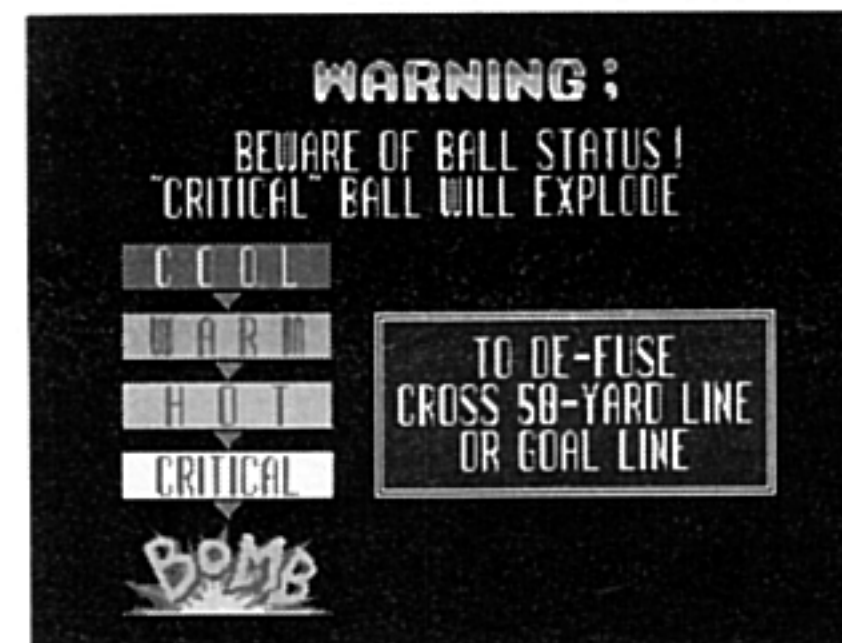 WARNING;
BEWARE OF BALL STATUS!
"CRITICAL" BALL WILL EXPLODE
COOL
WARM
HOT
CRITICAL
BOMB
TO DE-FUSE
CROSS 50-YARD LINE
OR GOAL LINE